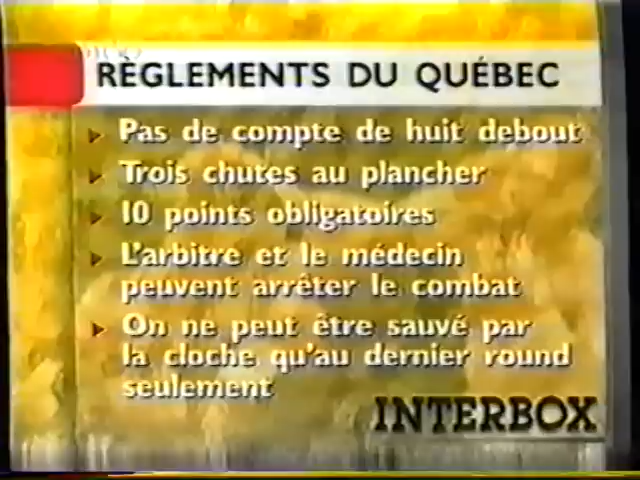 RÈGLEMENTS DU QUÉBEC
Pas de compte de huit debout
Trois chutes au plancher
10 points obligatoires
L'arbitre et le médecin
peuvent arrêter le combat
On ne peut être sauvé par
la cloche qu'au dernier round
seulement
INTERBOX